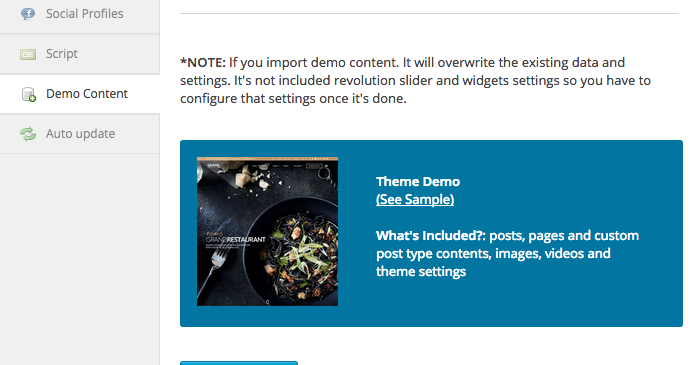 Social Profiles
Script
Demo Content
Auto update
*NOTE: If you import demo content. It will overwrite the existing data and
settings. It's not included revolution slider and widgets settings so you have to
configure that settings once it's done.
GRANDRESTAURANT
Theme Demo
(See Sample)
What's Included?: posts, pages and custom
post type contents, images, videos and
theme settings